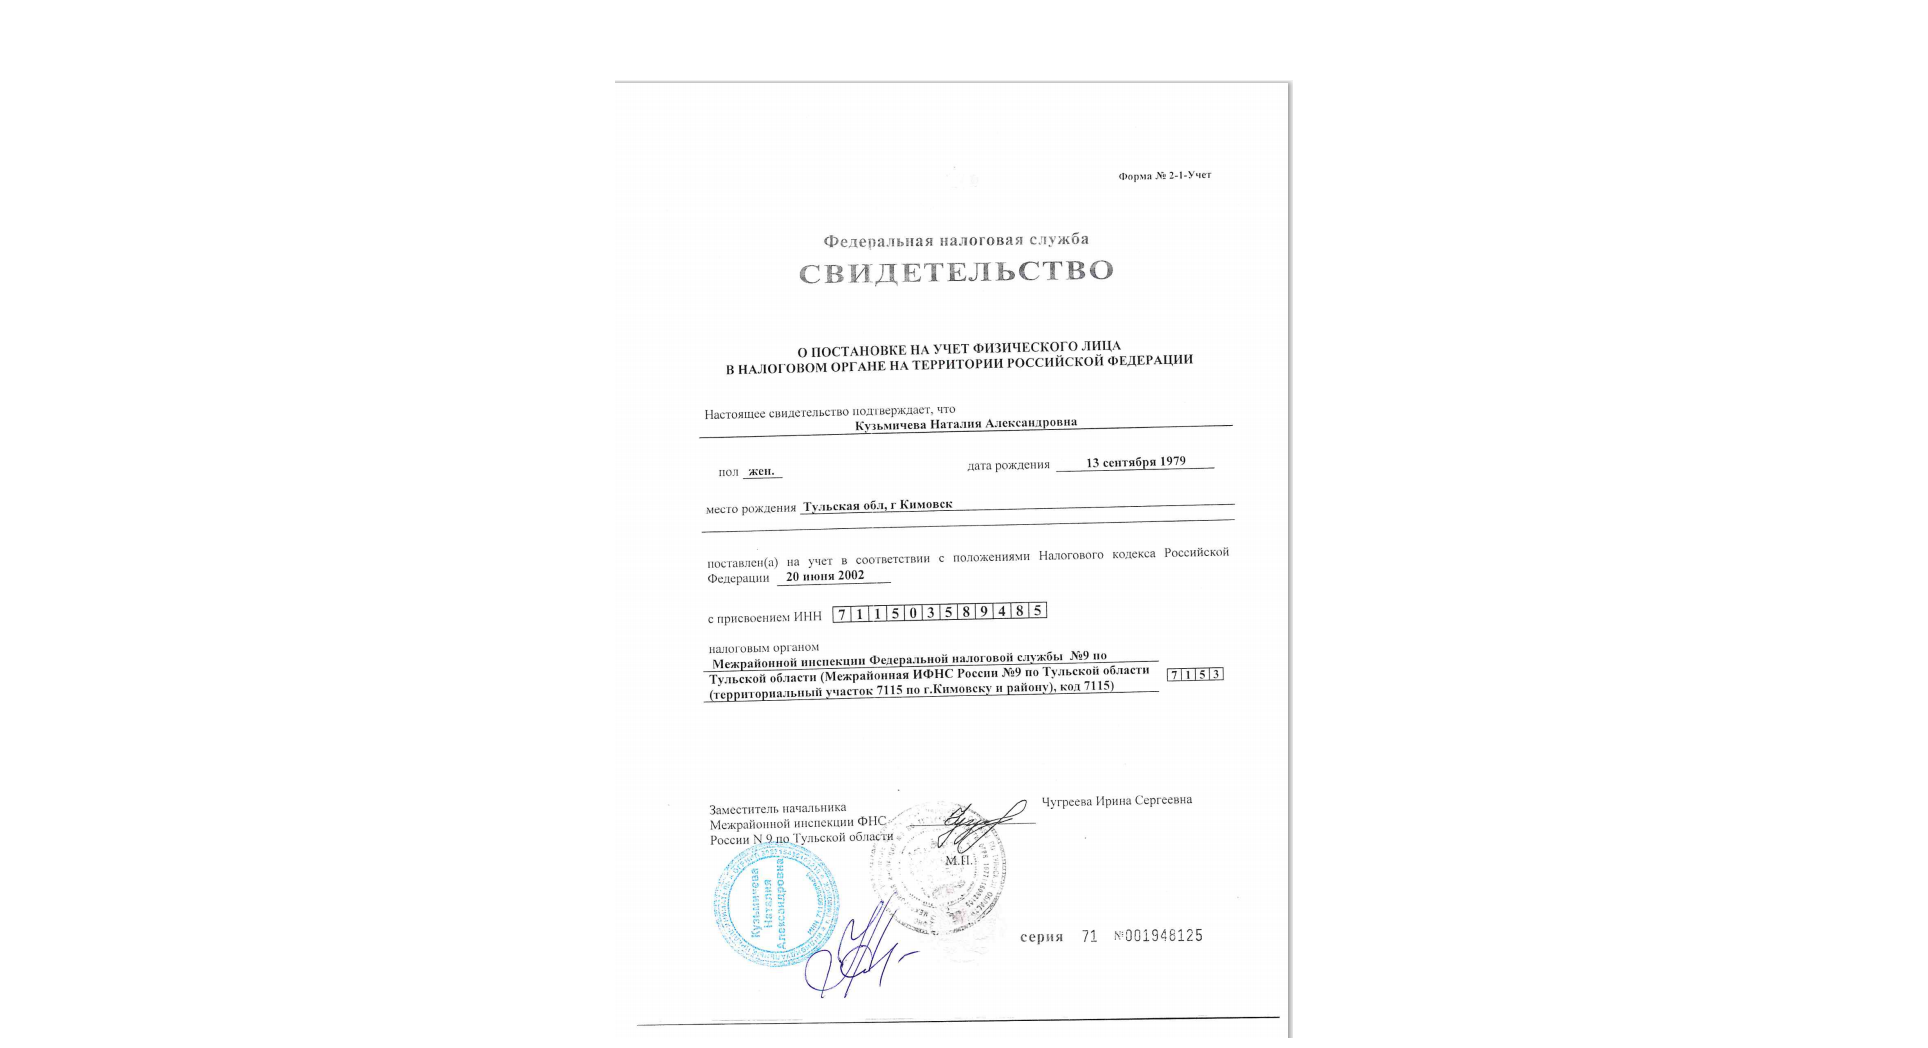 Форма № 2-1-Учет
Федеральная налоговая служба
СВИДЕТЕЛЬСТВО
О ПОСТАНОВКЕ НА УЧЕТ ФИЗИЧЕСКОГО ЛИЦА
В НАЛОГОВОМ ОРГАНЕ НА ТЕРРИТОРИИ РОССИЙСКОЙ ФЕДЕРАЦИИ
Настоящее свидетельство подтверждает, что
Кузьмичева Наталия Александровна
пол жен. дата рождения 13 сентября 1979
место рождения Тульская обл, г Кимовск
поставлен(а) на учет в соответствии с положениями Налогового кодекса Российской
Федерации 20 июня 2002
с присвоением ИНН 711503589485
налоговым органом
Межрайонной инспекции Федеральной налоговой службы №9 по
Тульской области (Межрайонная ИФНС России №9 по Тульской области 7153
(территориальный участок 7115 по г.Кимовску и району), код 7115)
Заместитель начальника Чугреева Ирина Сергеевна
Межрайонной инспекции ФНС
России N 9 по Тульской области
М.П.
Кузьмичева
Наталия
Александровна
серия 71 №001948125